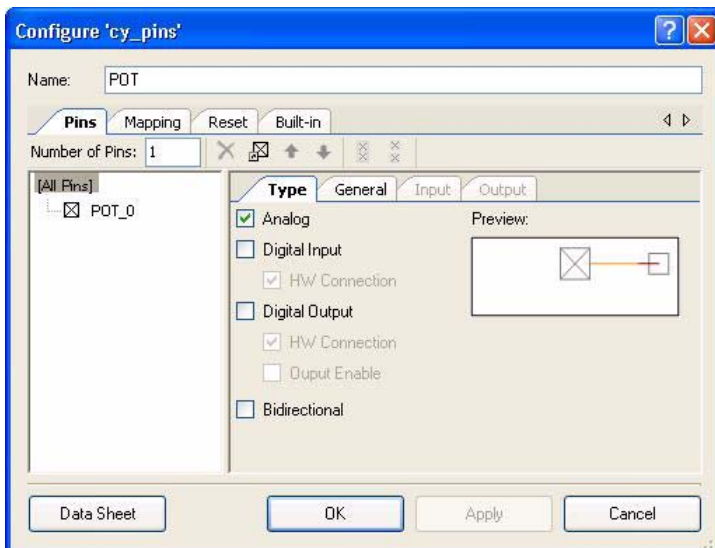 Configure 'cy_pins'
Name: POT
Pins Mapping Reset Built-in
Number of Pins: 1
[All Pins]
POT_0
Type General Input Output
Analog
Preview:
Digital Input
HW Connection
Digital Output
HW Connection
Ouput Enable
Bidirectional
Data Sheet OK Apply Cancel